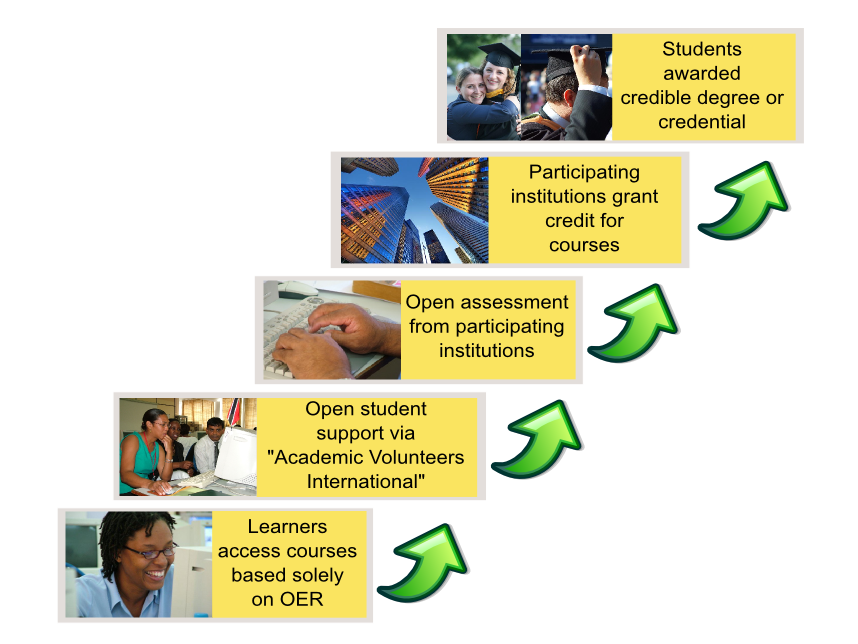 Students
awarded
credible degree or
credential
Participating
institutions grant
credit for
courses
Open assessment
from participating
institutions
Open student
support via
"Academic Volunteers
International"
Learners
access courses
based solely
on OER